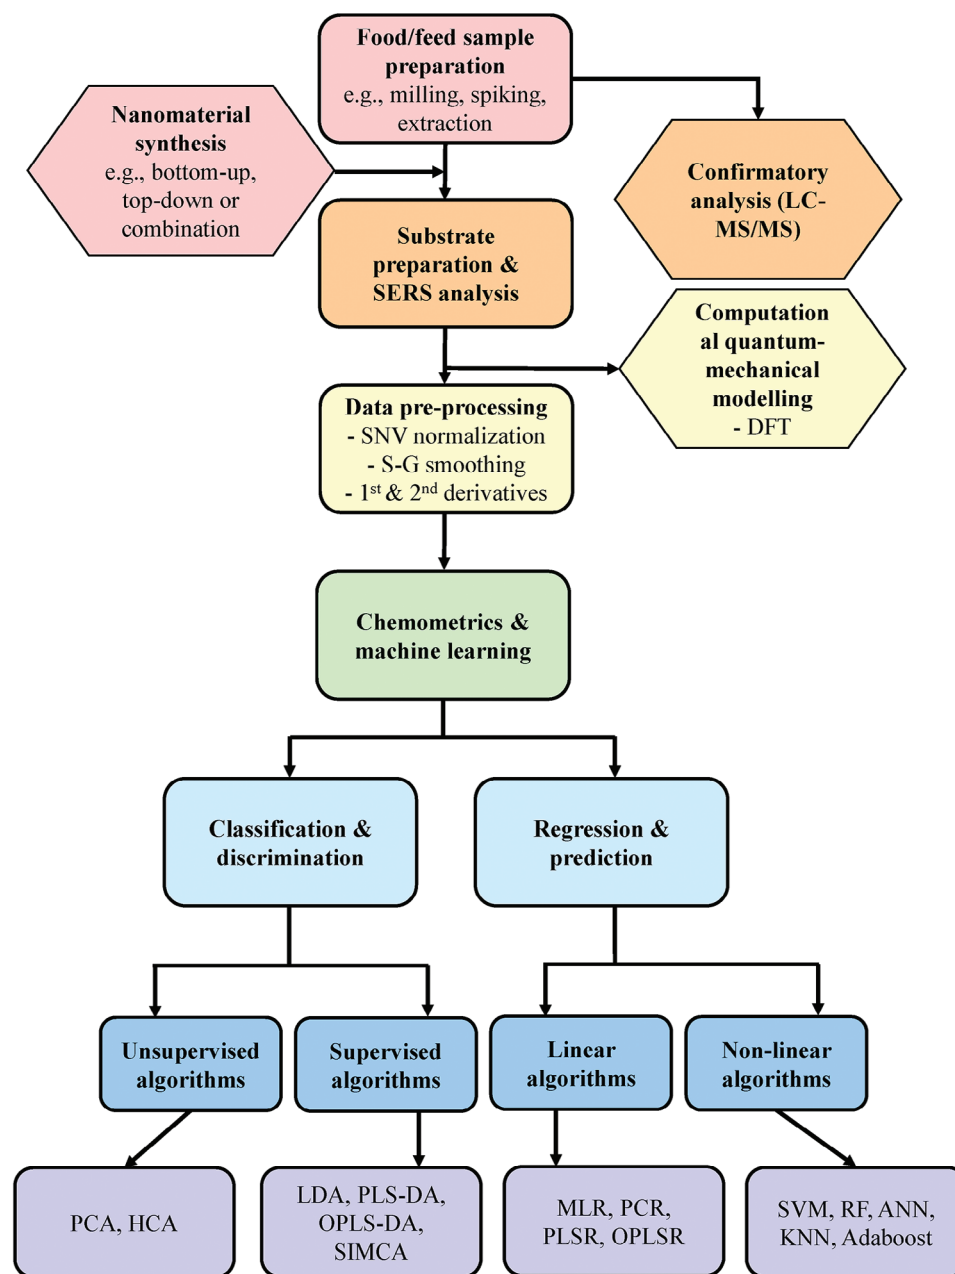 Food/feed sample
preparation
e.g., milling, spiking,
extraction
Nanomaterial
synthesis
e.g., bottom-up,
top-down or
combination
Confirmatory
analysis (LC-
MS/MS)
Substrate
preparation &
SERS analysis
Computation
al quantum-
mechanical
modelling
- DFT
Data pre-processing
- SNV normalization
- S-G smoothing
- 1st & 2nd derivatives
Chemometrics &
machine learning
Classification &
discrimination
Regression &
prediction
Unsupervised
algorithms
Supervised
algorithms
Linear
algorithms
Non-linear
algorithms
PCA, HCA
LDA, PLS-DA,
OPLS-DA,
SIMCA
MLR, PCR,
PLSR, OPLSR
SVM, RF, ANN,
KNN, Adaboost